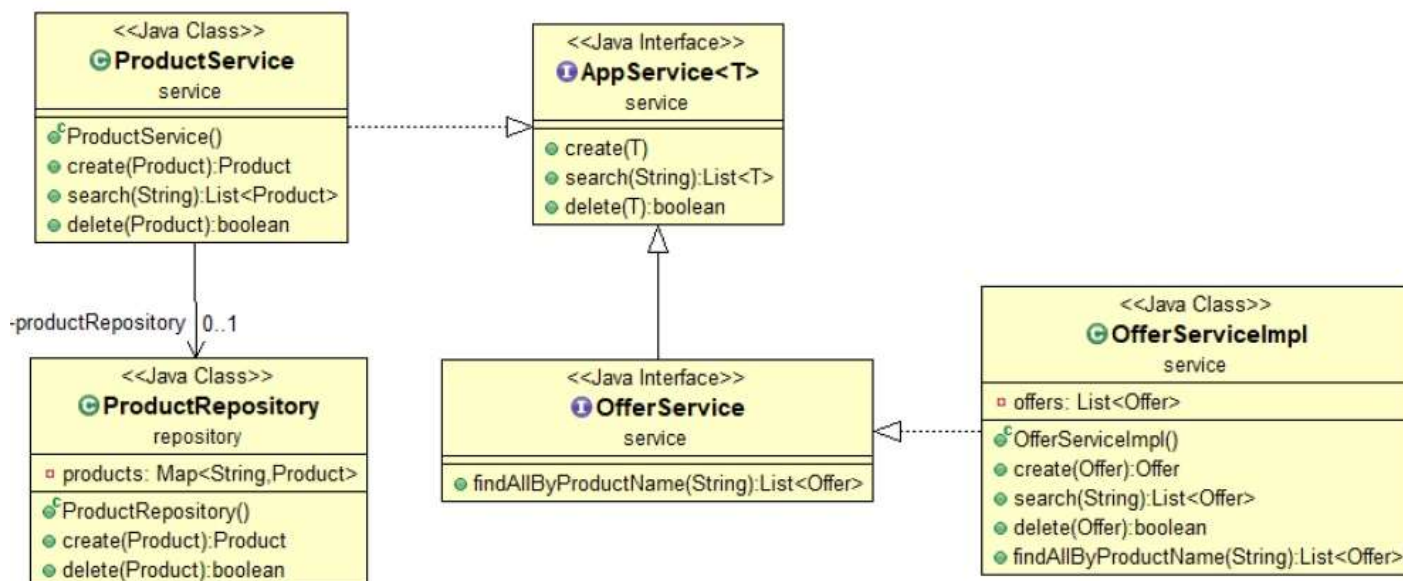 <<Java Class>>
ProductService
service
ProductService()
create(Product):Product
search(String):List<Product>
delete(Product):boolean
<<Java Interface>>
AppService<T>
service
create(T)
search(String):List<T>
delete(T):boolean
-productRepository 0..1
<<Java Class>>
ProductRepository
repository
products: Map<String,Product>
ProductRepository()
create(Product):Product
delete(Product):boolean
<<Java Interface>>
OfferService
service
findAllByProductName(String):List<Offer>
<<Java Class>>
OfferServiceImpl
service
offers: List<Offer>
OfferServiceImpl()
create(Offer):Offer
search(String):List<Offer>
delete(Offer):boolean
findAllByProductName(String):List<Offer>